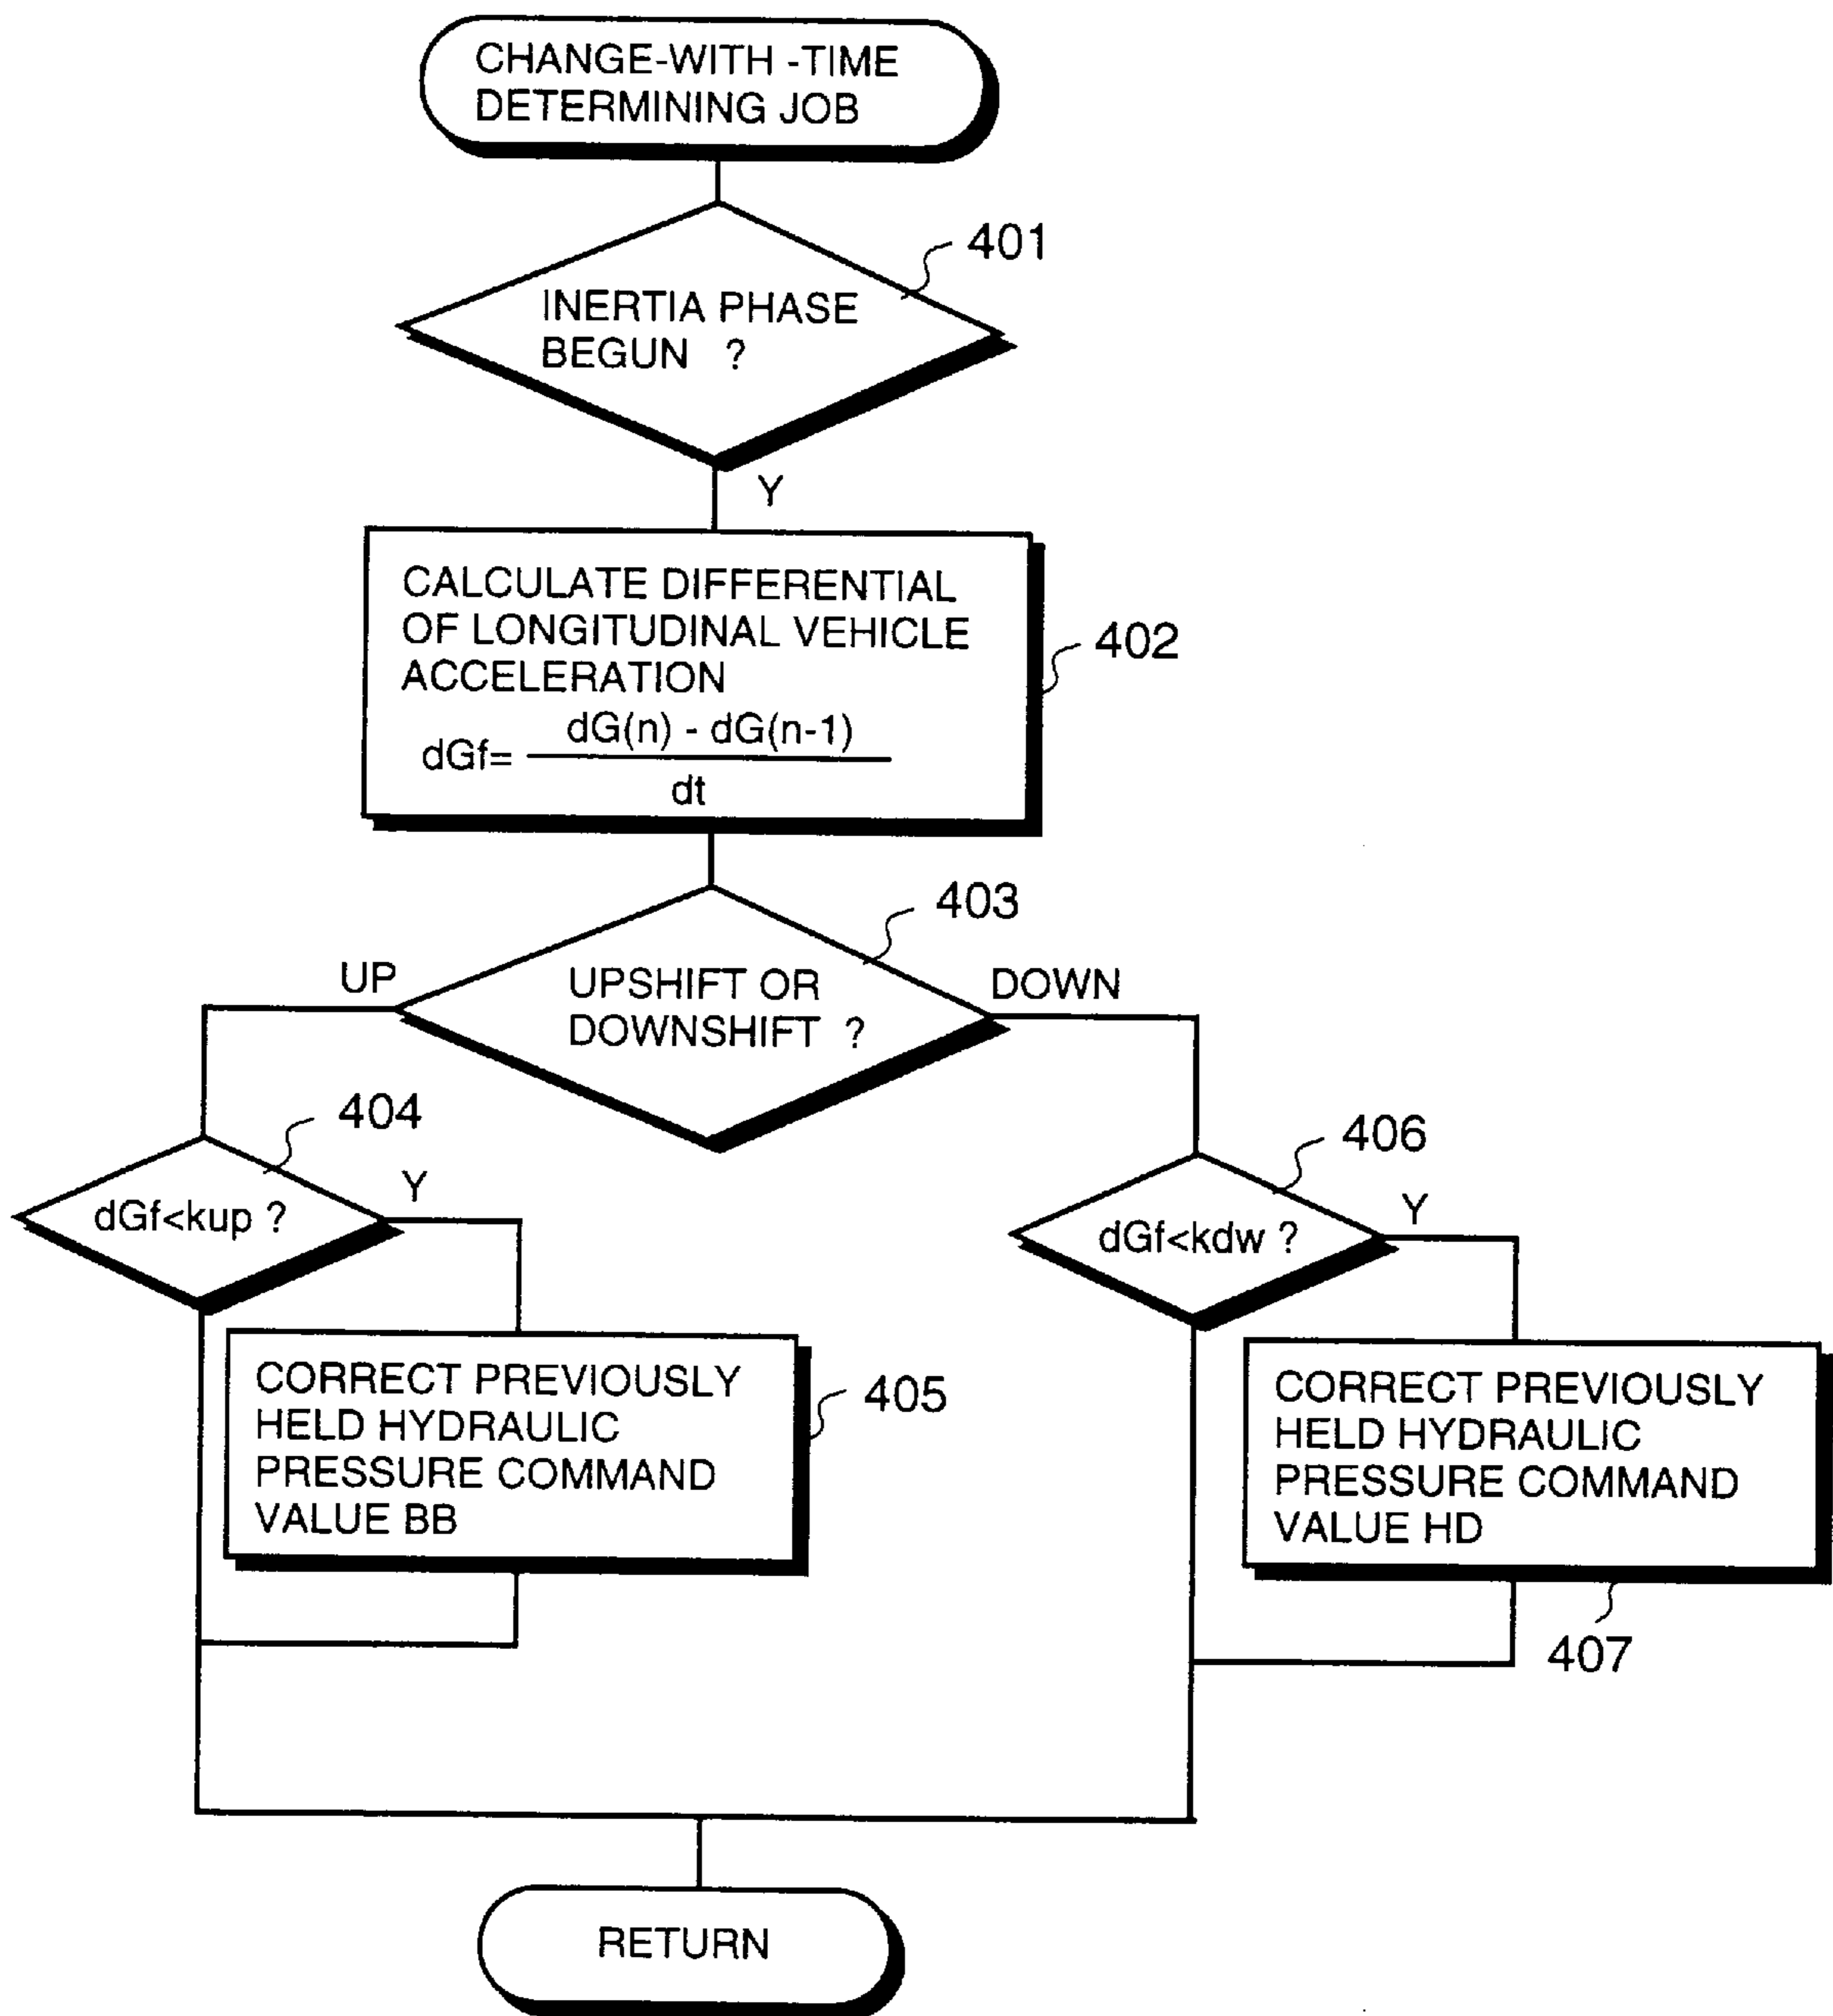 CHANGE-WITH -TIME
DETERMINING JOB
401
INERTIA PHASE
BEGUN ?
Y
CALCULATE DIFFERENTIAL
OF LONGITUDINAL VEHICLE
ACCELERATION
dGf= dG(n) - dG(n-1)
dt
402
403
UP
UPSHIFT OR
DOWNSHIFT ?
DOWN
404
dGf<kup ?
Y
406
dGf<kdw ?
Y
CORRECT PREVIOUSLY
HELD HYDRAULIC
PRESSURE COMMAND
VALUE BB
405
CORRECT PREVIOUSLY
HELD HYDRAULIC
PRESSURE COMMAND
VALUE HD
407
RETURN